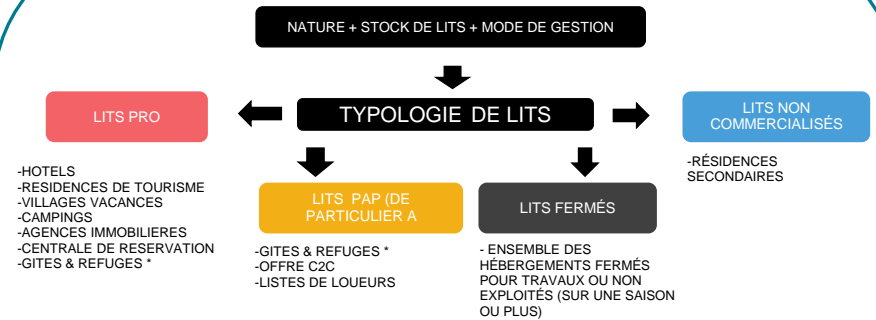 NATURE + STOCK DE LITS + MODE DE GESTION
TYPOLOGIE DE LITS
LITS PRO
-HOTELS
-RESIDENCES DE TOURISME
-VILLAGES VACANCES
-CAMPINGS
-AGENCES IMMOBILIERES
-CENTRALE DE RESERVATION
-GITES & REFUGES *
LITS PAP (DE
PARTICULIER A
-GITES & REFUGES *
-OFFRE C2C
-LISTES DE LOUEURS
LITS FERMÉS
- ENSEMBLE DES
HÉBERGEMENTS FERMÉS
POUR TRAVAUX OU NON
EXPLOITÉS (SUR UNE SAISON
OU PLUS)
LITS NON
COMMERCIALISÉS
-RÉSIDENCES
SECONDAIRES